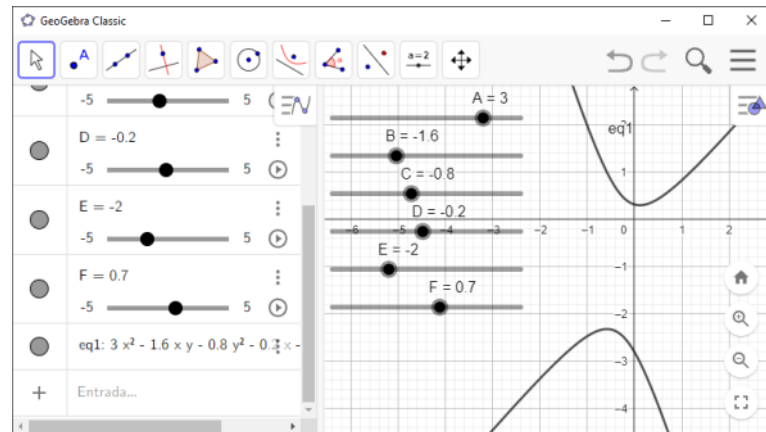 GeoGebra Classic
A
a=2
-5 5
D = -0.2
-5 5
E = -2
-5 5
F = 0.7
-5 5
eq1: 3 x² - 1.6 x y - 0.8 y² - 0.2 x -
Entrada...
A = 3
B = -1.6
C = -0.8
D = -0.2
E = -2
F = 0.7
eq1
2
1
-6 -5 -4 -2 -1 0 1 2
-1
-2
-3
-4